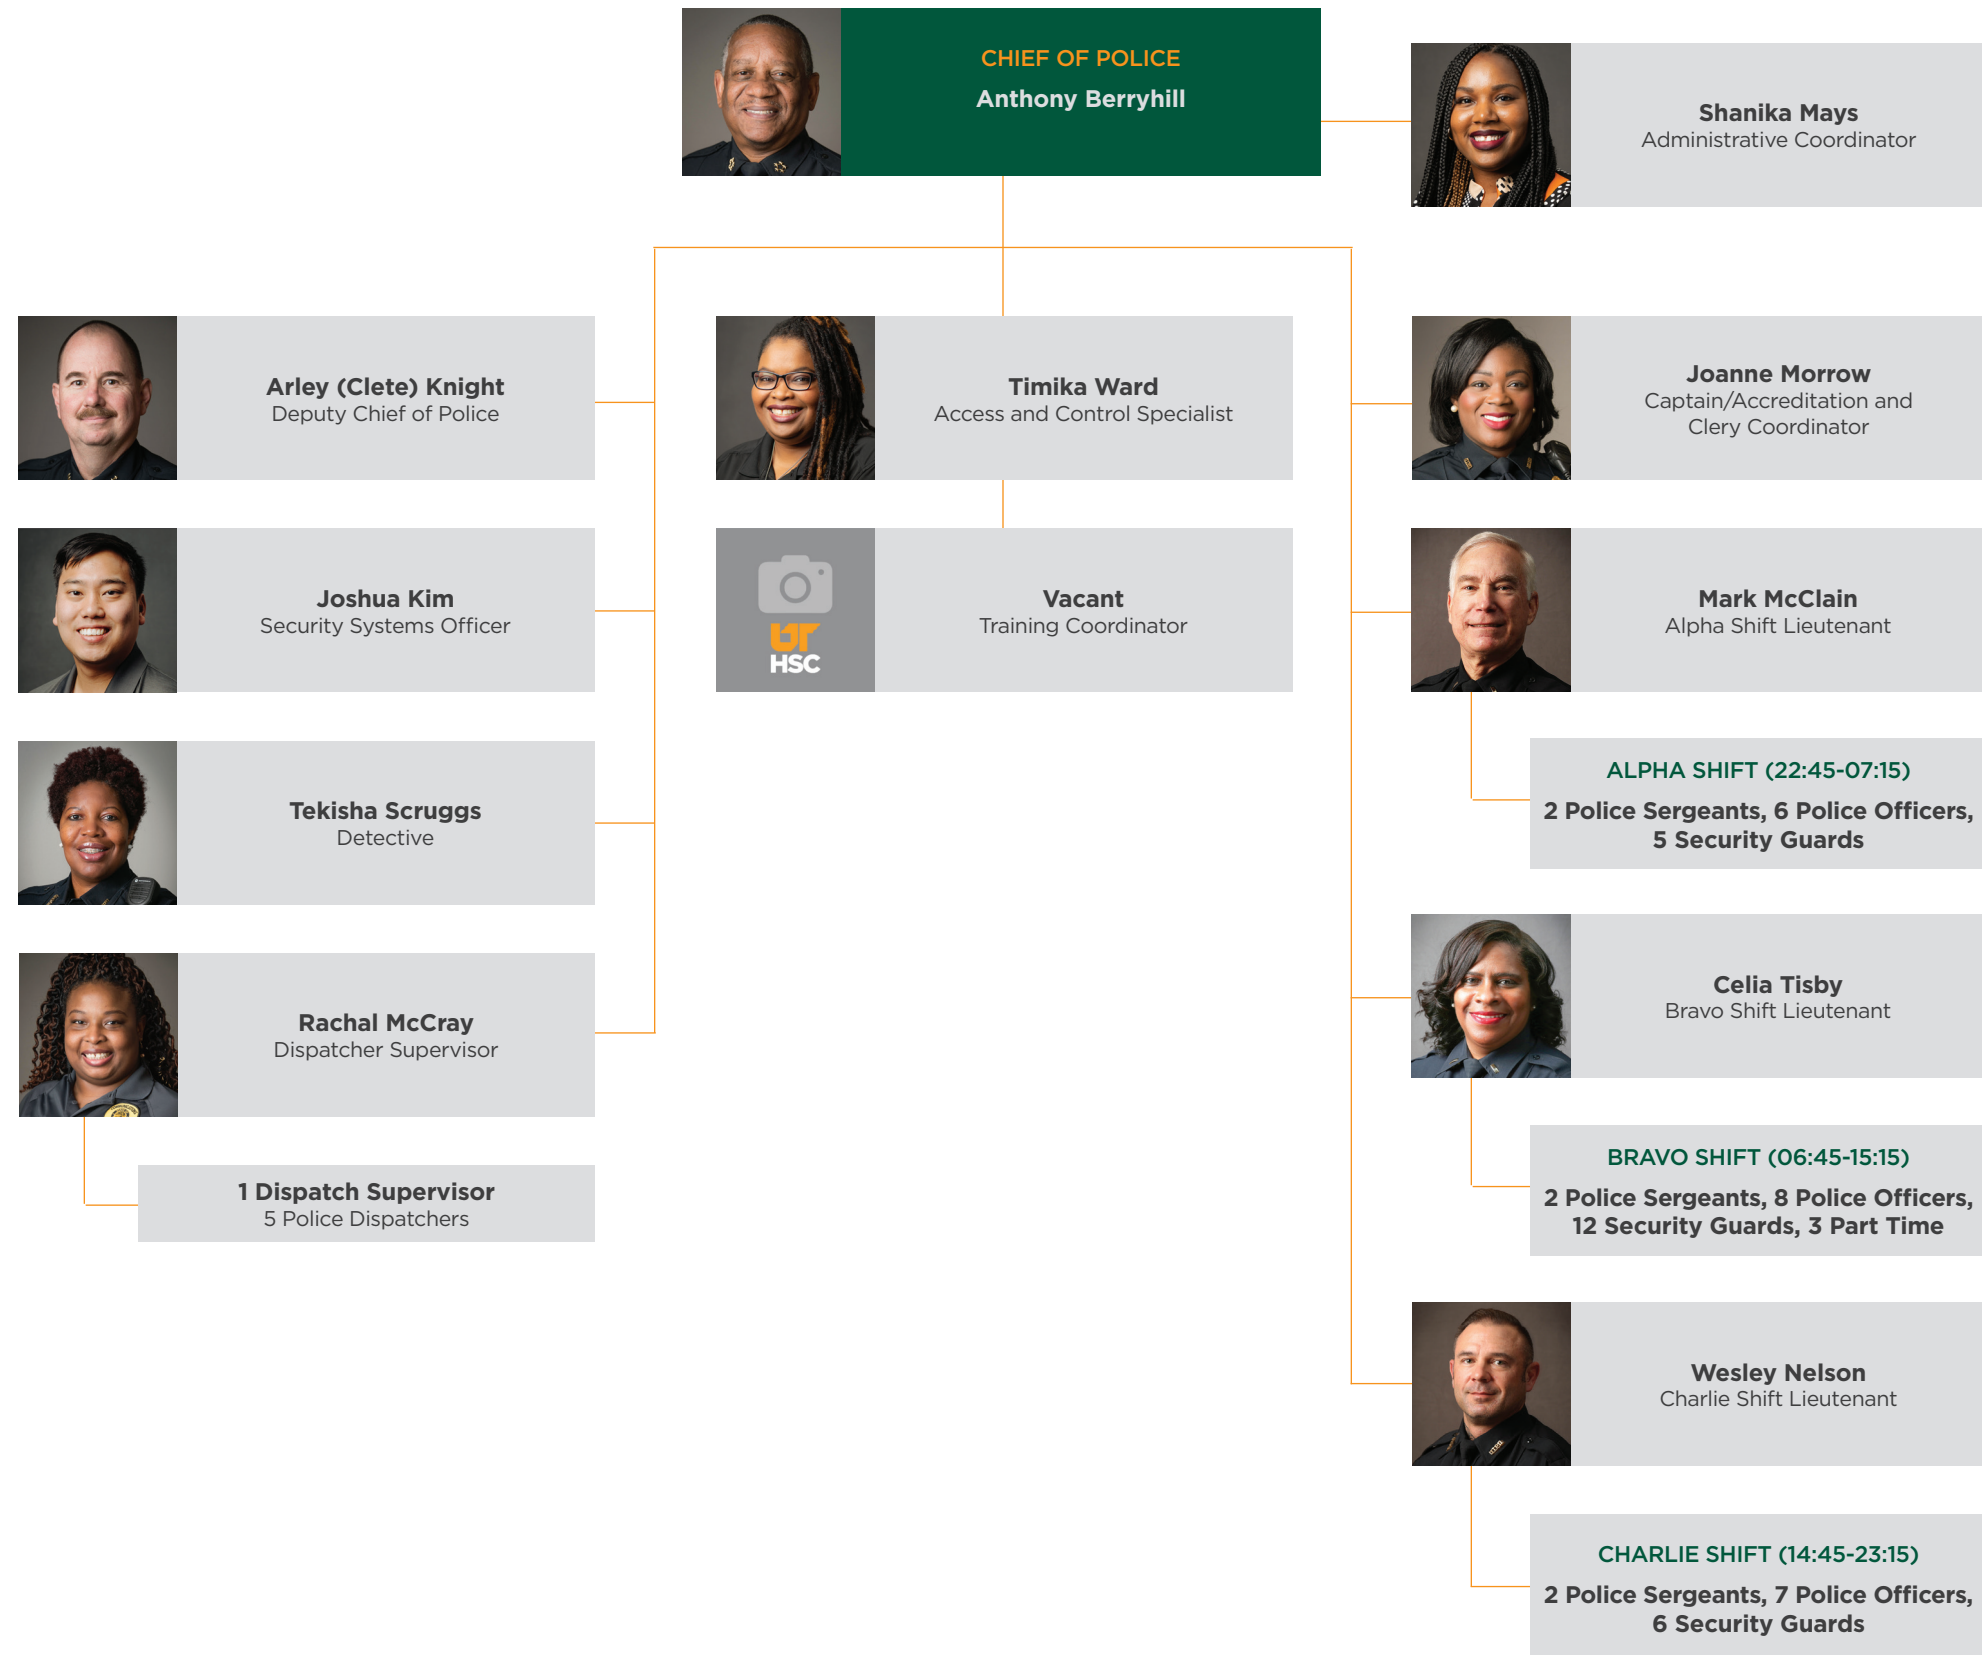 CHIEF OF POLICE
Anthony Berryhill
Shanika Mays
Administrative Coordinator
Arley (Clete) Knight
Deputy Chief of Police
Timika Ward
Access and Control Specialist
Joanne Morrow
Captain/Accreditation and
Clery Coordinator
Joshua Kim
Security Systems Officer
UT
HSC
Vacant
Training Coordinator
Mark McClain
Alpha Shift Lieutenant
ALPHA SHIFT (22:45-07:15)
2 Police Sergeants, 6 Police Officers,
5 Security Guards
Tekisha Scruggs
Detective
Celia Tisby
Bravo Shift Lieutenant
Rachal McCray
Dispatcher Supervisor
BRAVO SHIFT (06:45-15:15)
2 Police Sergeants, 8 Police Officers,
12 Security Guards, 3 Part Time
1 Dispatch Supervisor
5 Police Dispatchers
Wesley Nelson
Charlie Shift Lieutenant
CHARLIE SHIFT (14:45-23:15)
2 Police Sergeants, 7 Police Officers,
6 Security Guards